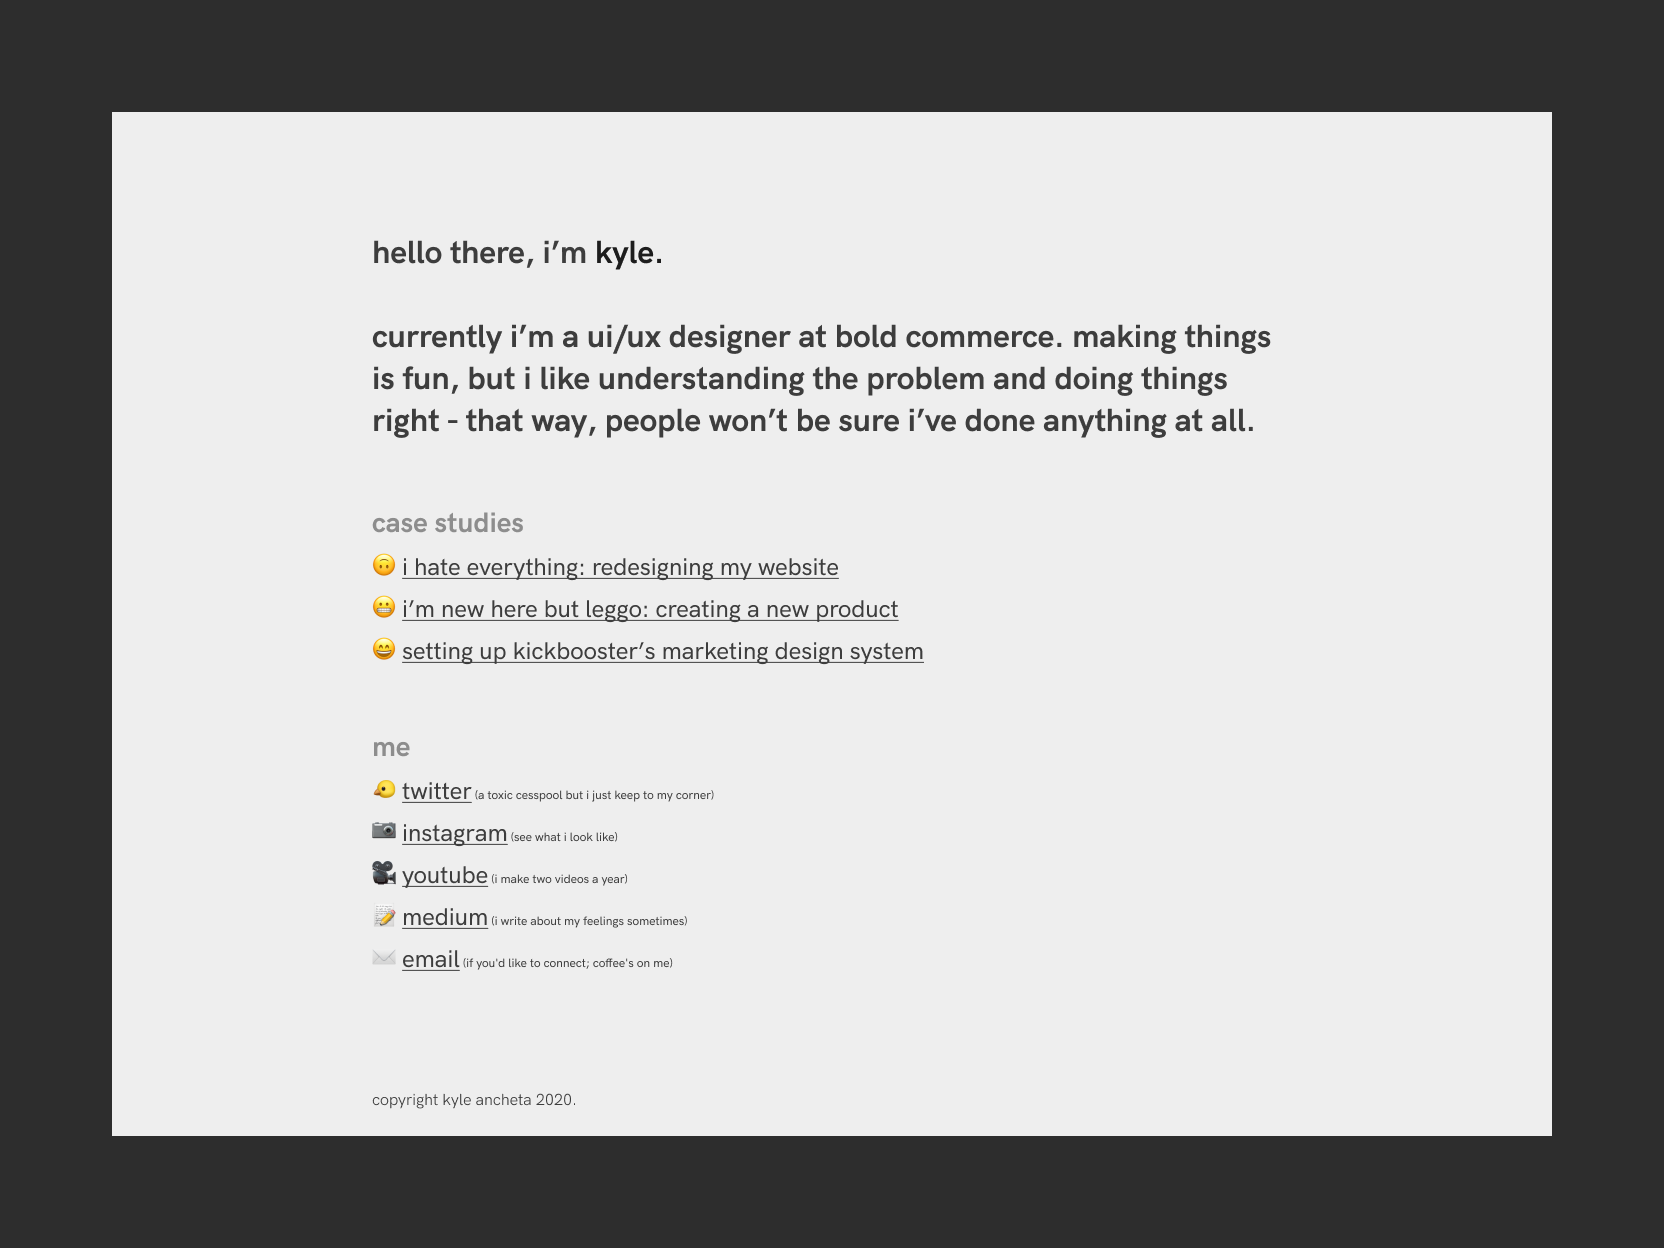 hello there, i’m kyle.
currently i’m a ui/ux designer at bold commerce. making things
is fun, but i like understanding the problem and doing things
right - that way, people won’t be sure i’ve done anything at all.
case studies
🙃 i hate everything: redesigning my website
😬 i’m new here but leggo: creating a new product
😄 setting up kickbooster’s marketing design system
me
🐤 twitter (a toxic cesspool but i just keep to my corner)
📷 instagram (see what i look like)
🎥 youtube (i make two videos a year)
📝 medium (i write about my feelings sometimes)
✉️ email (if you'd like to connect; coffee's on me)
copyright kyle ancheta 2020.